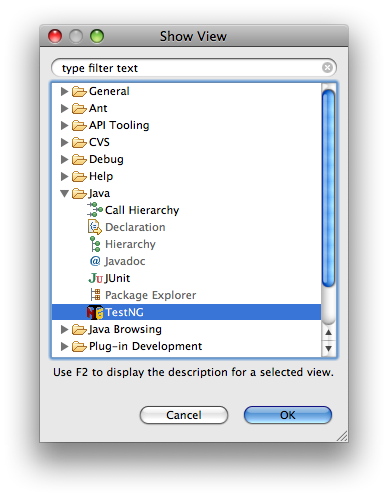 Show View
type filter text
General
Ant
API Tooling
CVS
Debug
Help
Java
Call Hierarchy
Declaration
Hierarchy
@ Javadoc
JU JUnit
Package Explorer
NG TestNG
Java Browsing
Plug-in Development
Use F2 to display the description for a selected view.
Cancel OK